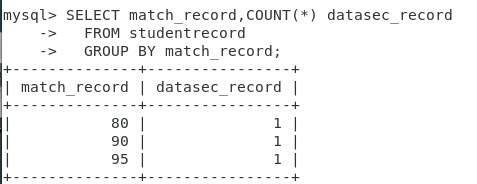 mysql> SELECT match_record,COUNT(*) datasec_record
    ->   FROM studentrecord
    ->   GROUP BY match_record;
+--------------+----------------+
| match_record | datasec_record |
+--------------+----------------+
|           80 |              1 |
|           90 |              1 |
|           95 |              1 |
+--------------+----------------+